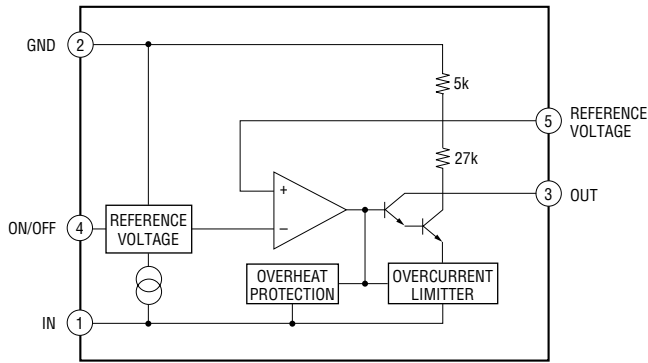 GND
2
5k
5
REFERENCE
VOLTAGE
27k
+
3
OUT
ON/OFF
4
REFERENCE
VOLTAGE
−
OVERHEAT
PROTECTION
OVERCURRENT
LIMITTER
IN
1